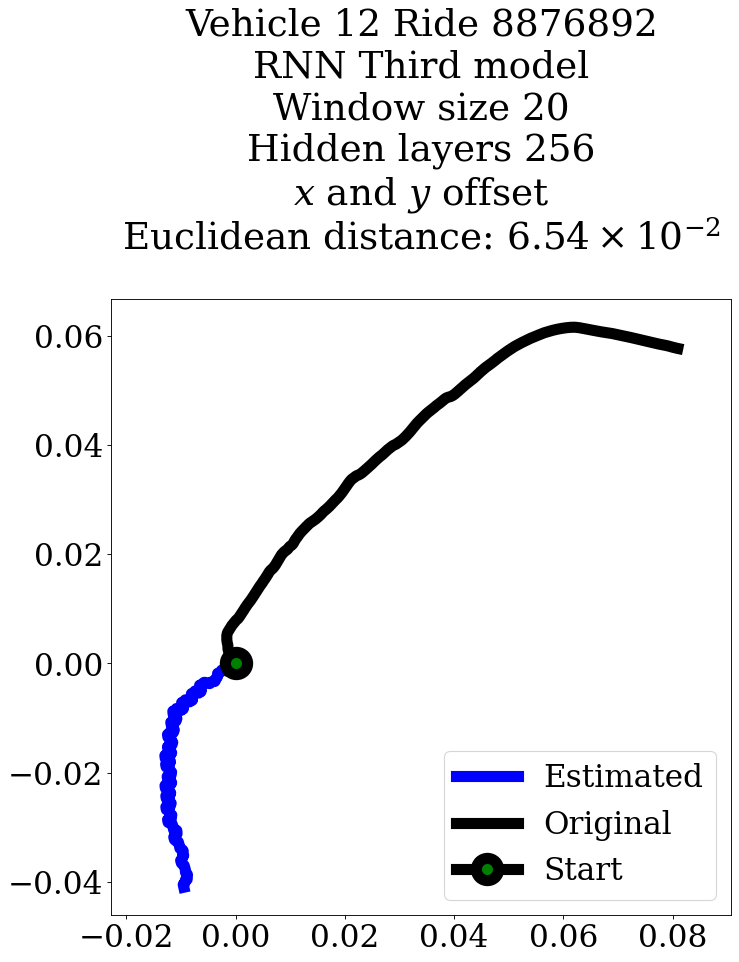 Vehicle 12 Ride 8876892
RNN Third model
Window size 20
Hidden layers 256
x and y offset
Euclidean distance: 6.54 × 10⁻²
0.06
0.04
0.02
0.00
−0.02
−0.04
Estimated
Original
Start
−0.02 0.00 0.02 0.04 0.06 0.08